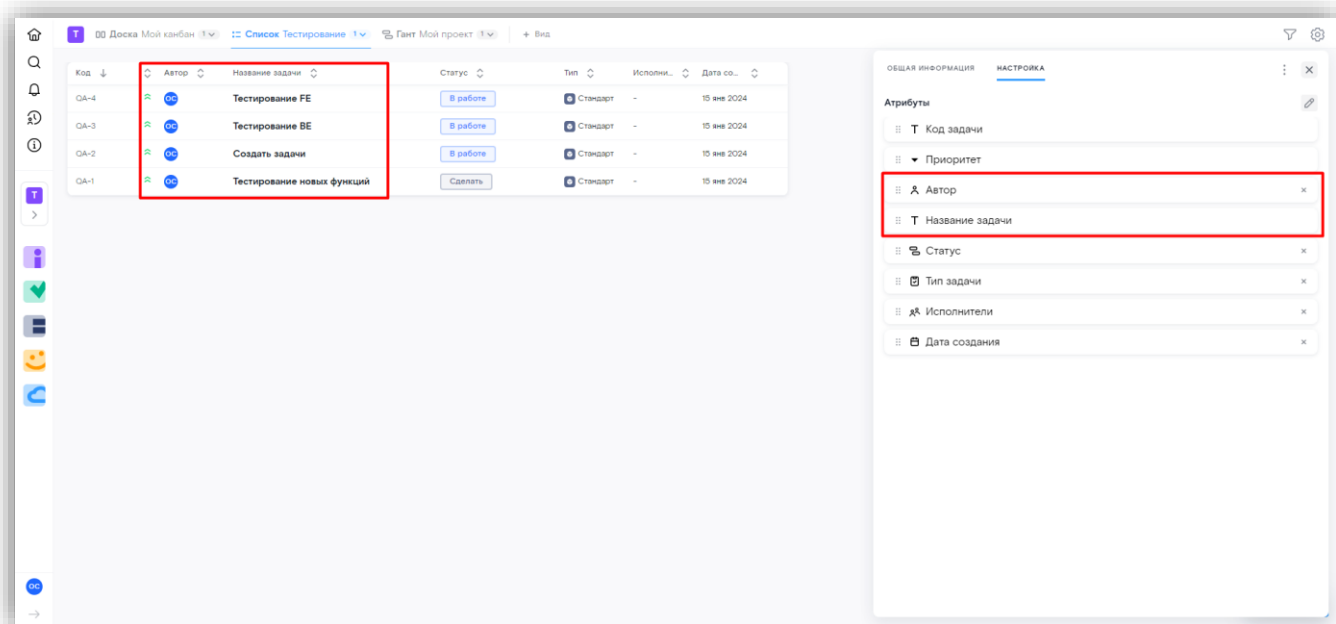 T Доска Мой канбан 1 Список Тестирование 1 Гант Мой проект 1 + Вид
Код Автор Название задачи Статус Тип Исполни... Дата со...
QA-4 ОС Тестирование FE В работе Стандарт - 15 янв 2024
QA-3 ОС Тестирование BE В работе Стандарт - 15 янв 2024
QA-2 ОС Создать задачи В работе Стандарт - 15 янв 2024
QA-1 ОС Тестирование новых функций Сделать Стандарт - 15 янв 2024
T
ОС
ОБЩАЯ ИНФОРМАЦИЯ НАСТРОЙКА
Атрибуты
T Код задачи
Приоритет
Автор
T Название задачи
Статус
Тип задачи
Исполнители
Дата создания